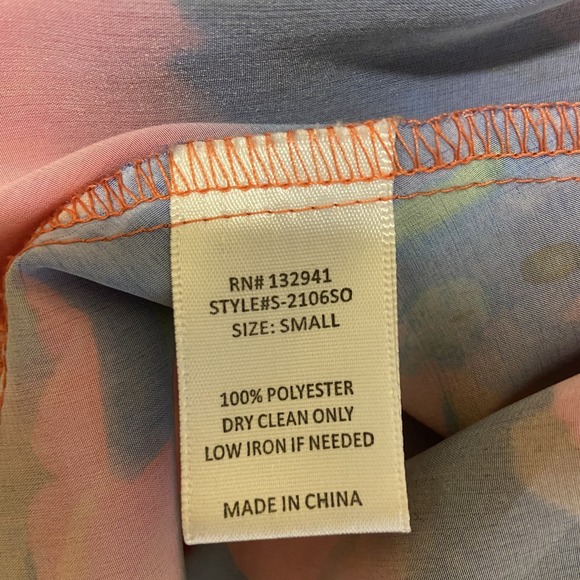 RN# 132941
STYLE#S-2106SO
SIZE: SMALL
100% POLYESTER
DRY CLEAN ONLY
LOW IRON IF NEEDED
MADE IN CHINA